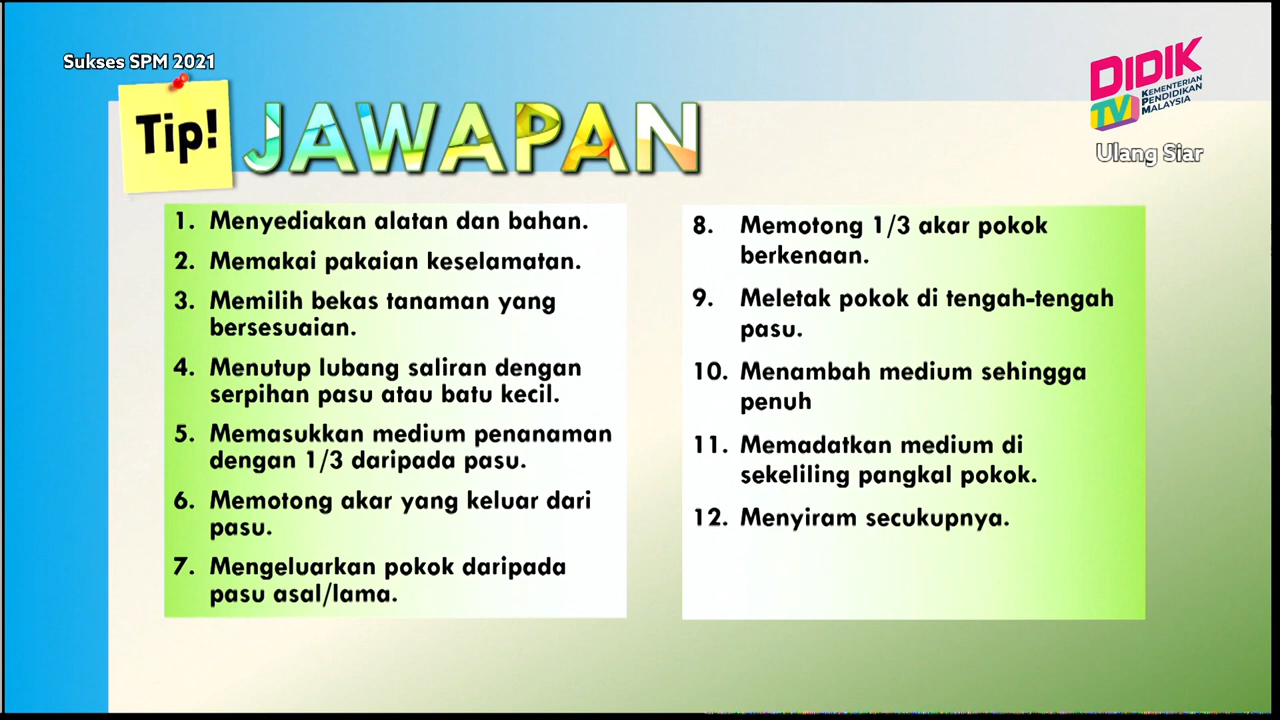 Sukses SPM 2021
DIDIK
TV
KEMENTERIAN
PENDIDIKAN
MALAYSIA
Ulang Siar
Tip!
JAWAPAN
1. Menyediakan alatan dan bahan.
2. Memakai pakaian keselamatan.
3. Memilih bekas tanaman yang
bersesuaian.
4. Menutup lubang saliran dengan
serpihan pasu atau batu kecil.
5. Memasukkan medium penanaman
dengan 1/3 daripada pasu.
6. Memotong akar yang keluar dari
pasu.
7. Mengeluarkan pokok daripada
pasu asal/lama.
8. Memotong 1/3 akar pokok
berkenaan.
9. Meletak pokok di tengah-tengah
pasu.
10. Menambah medium sehingga
penuh
11. Memadatkan medium di
sekeliling pangkal pokok.
12. Menyiram secukupnya.